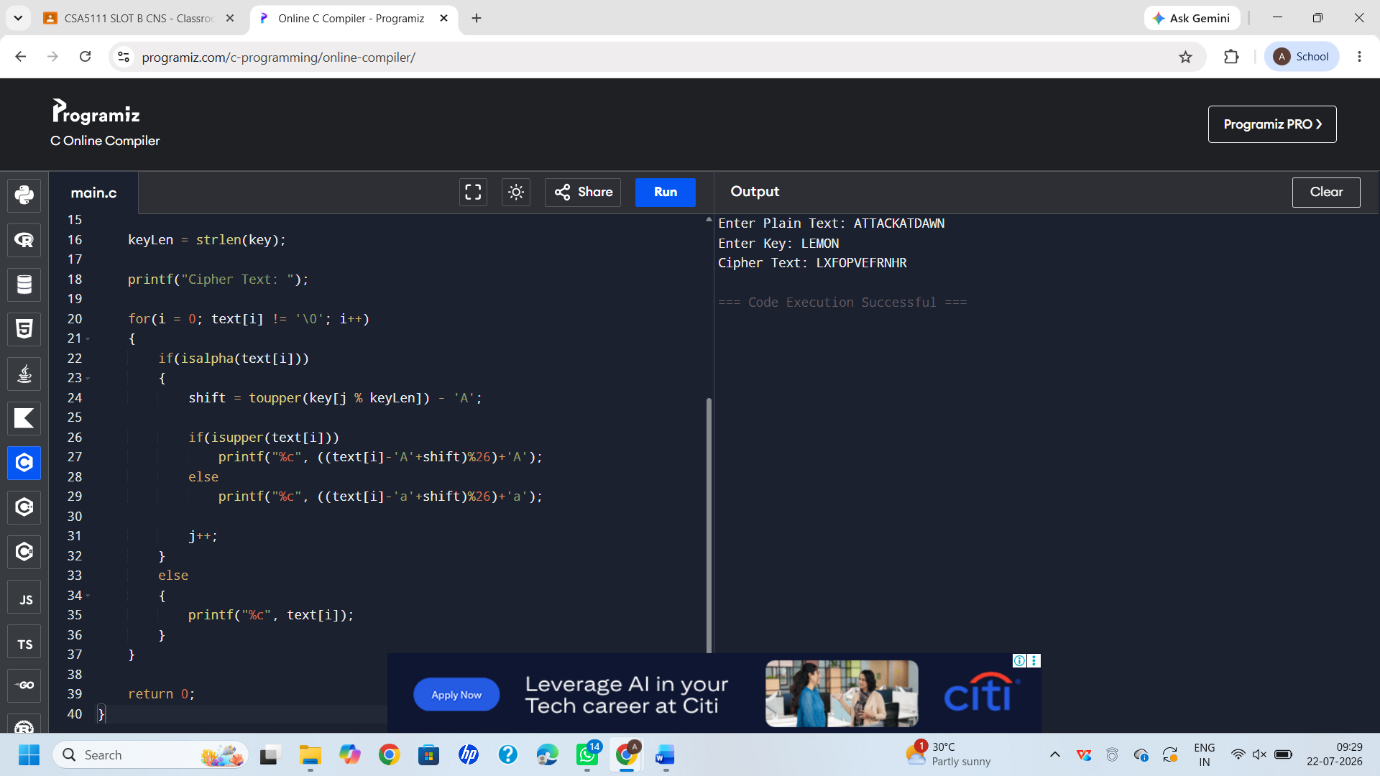 CSA5111 SLOT B CNS - Classro
Online C Compiler - Programiz
Ask Gemini
programiz.com/c-programming/online-compiler/
A School
Programiz
C Online Compiler
Programiz PRO
main.c
Share
Run
Output
Clear
15
16 keyLen = strlen(key);
17
18 printf("Cipher Text: ");
19
20 for(i = 0; text[i] != '\0'; i++)
21 {
22 if(isalpha(text[i]))
23 {
24 shift = toupper(key[j % keyLen]) - 'A';
25
26 if(isupper(text[i]))
27 printf("%c", ((text[i]-'A'+shift)%26)+'A');
28 else
29 printf("%c", ((text[i]-'a'+shift)%26)+'a');
30
31 j++;
32 }
33 else
34 {
35 printf("%c", text[i]);
36 }
37 }
38
39 return 0;
40 }
Enter Plain Text: ATTACKATDAWN
Enter Key: LEMON
Cipher Text: LXFOPVEFRNHR
=== Code Execution Successful ===
JS
TS
GO
Apply Now
Leverage AI in your
Tech career at Citi
citi
Search
hp
14
A
W
1
30°C
Partly sunny
ENG
IN
09:29
22-07-2026